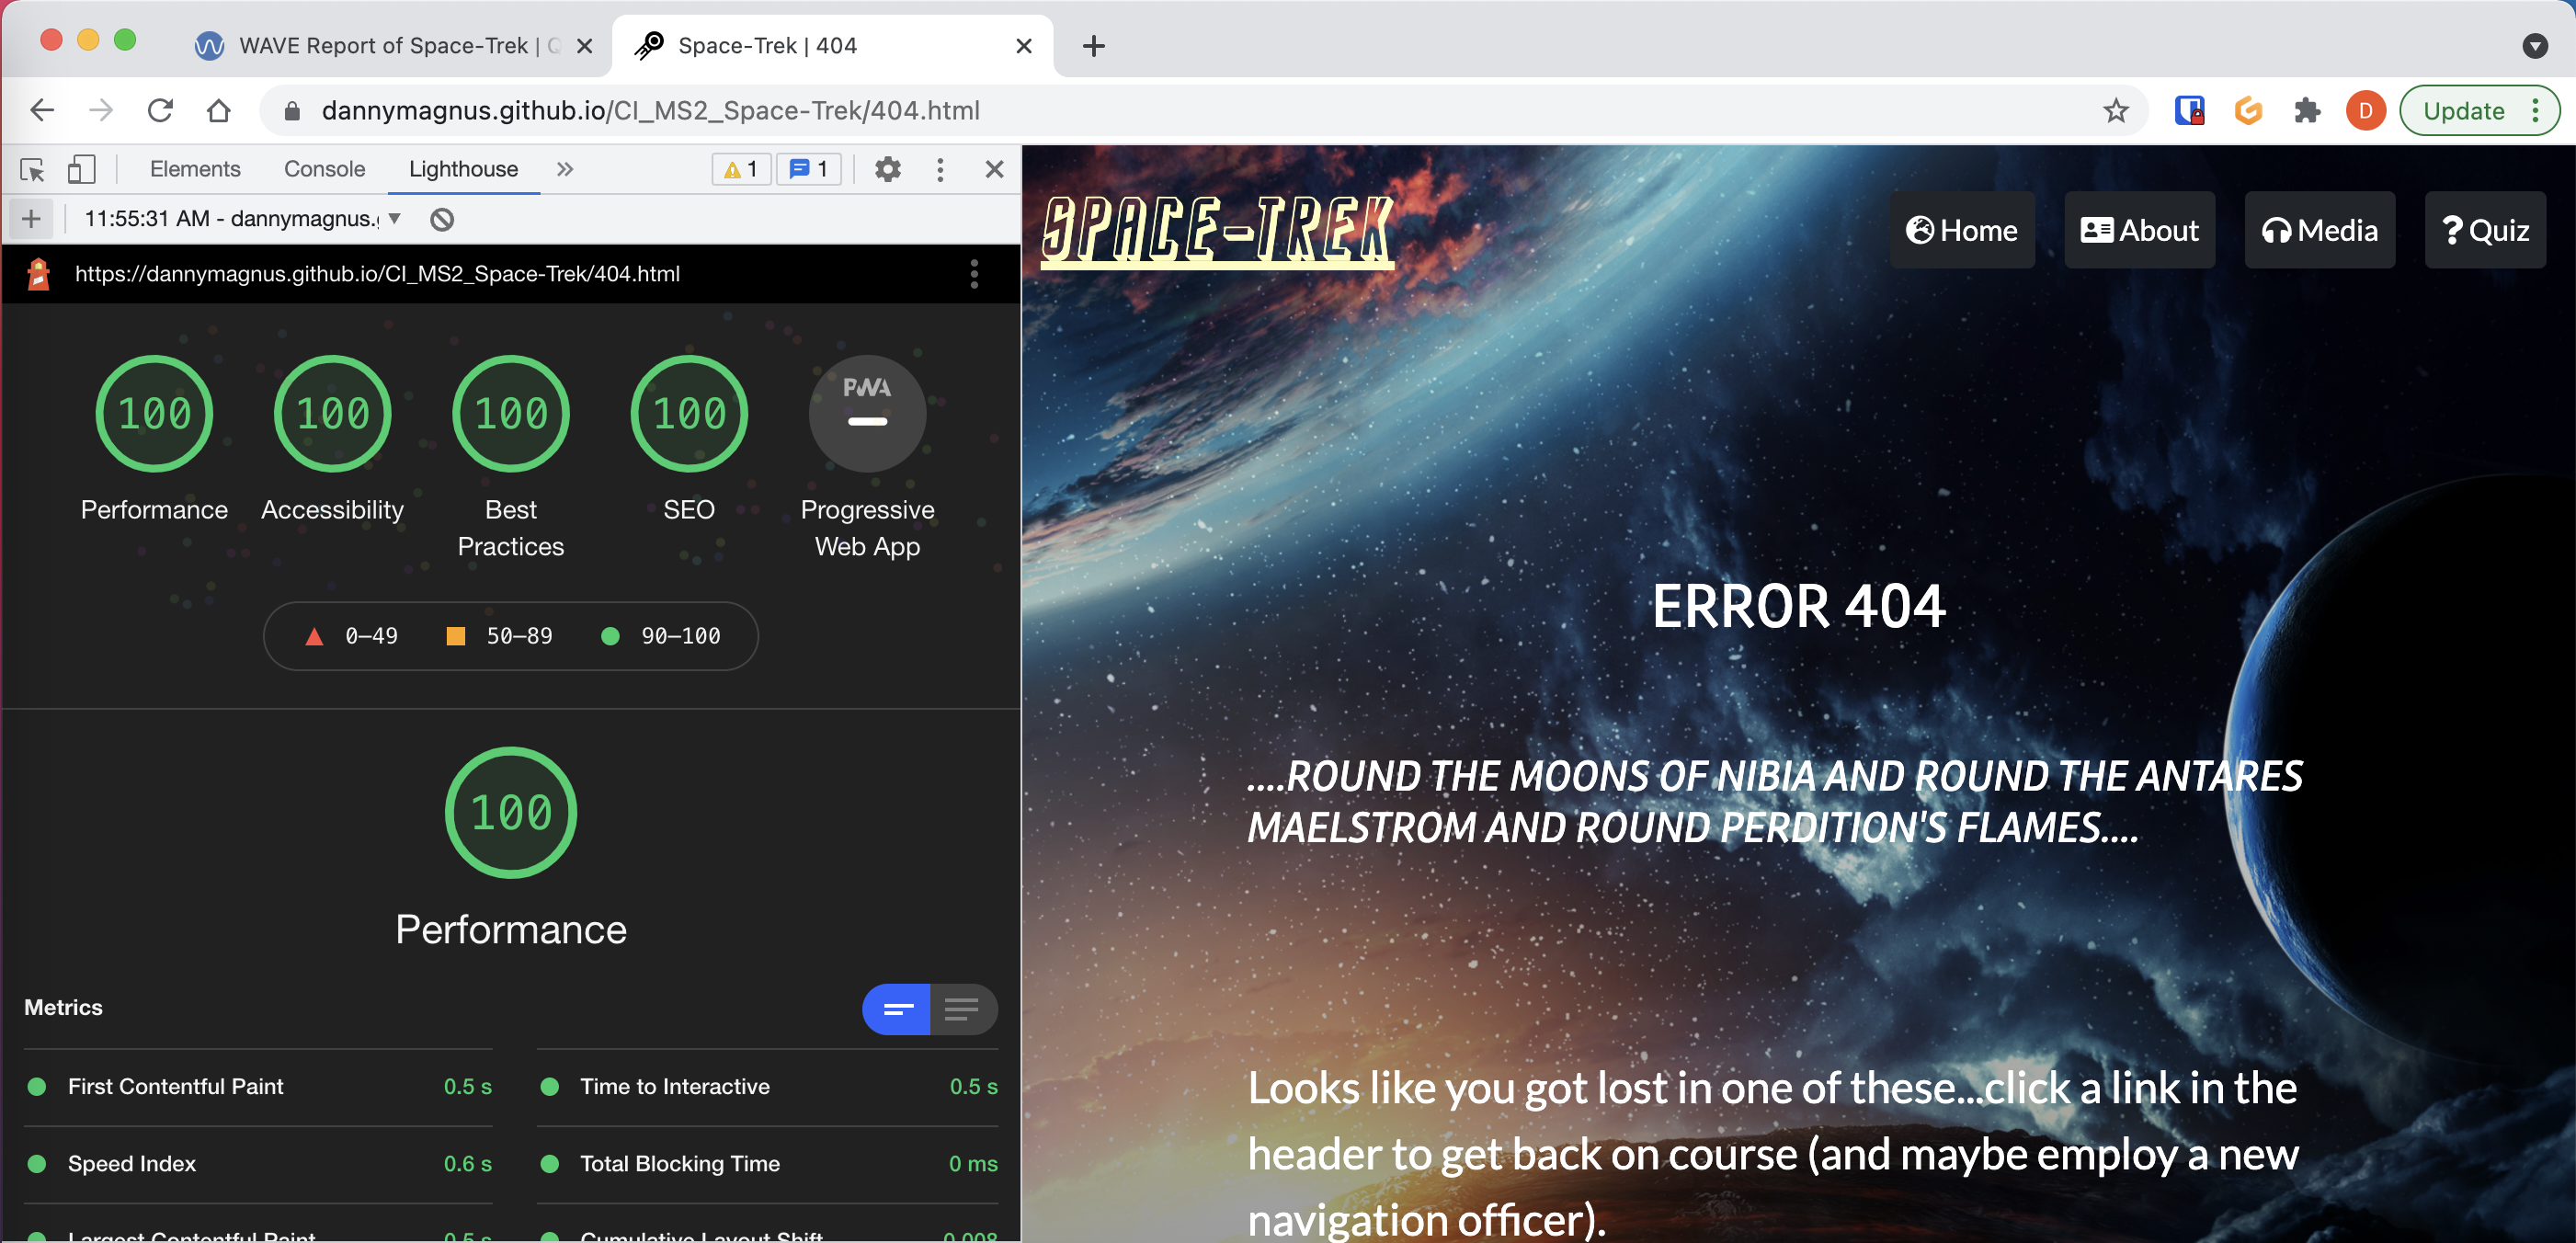 WAVE Report of Space-Trek |
Space-Trek | 404
dannymagnus.github.io/CI_MS2_Space-Trek/404.html
D
Update
Elements
Console
Lighthouse
1
1
11:55:31 AM - dannymagnus.
https://dannymagnus.github.io/CI_MS2_Space-Trek/404.html
100
100
100
100
PWA
Performance
Accessibility
Best
Practices
SEO
Progressive
Web App
0–49
50–89
90–100
100
Performance
Metrics
First Contentful Paint
0.5 s
Time to Interactive
0.5 s
Speed Index
0.6 s
Total Blocking Time
0 ms
Largest Contentful Paint
0.5 s
Cumulative Layout Shift
0.008
SPACE-TREK
Home
About
Media
? Quiz
ERROR 404
....ROUND THE MOONS OF NIBIA AND ROUND THE ANTARES
MAELSTROM AND ROUND PERDITION'S FLAMES....
Looks like you got lost in one of these...click a link in the
header to get back on course (and maybe employ a new
navigation officer).